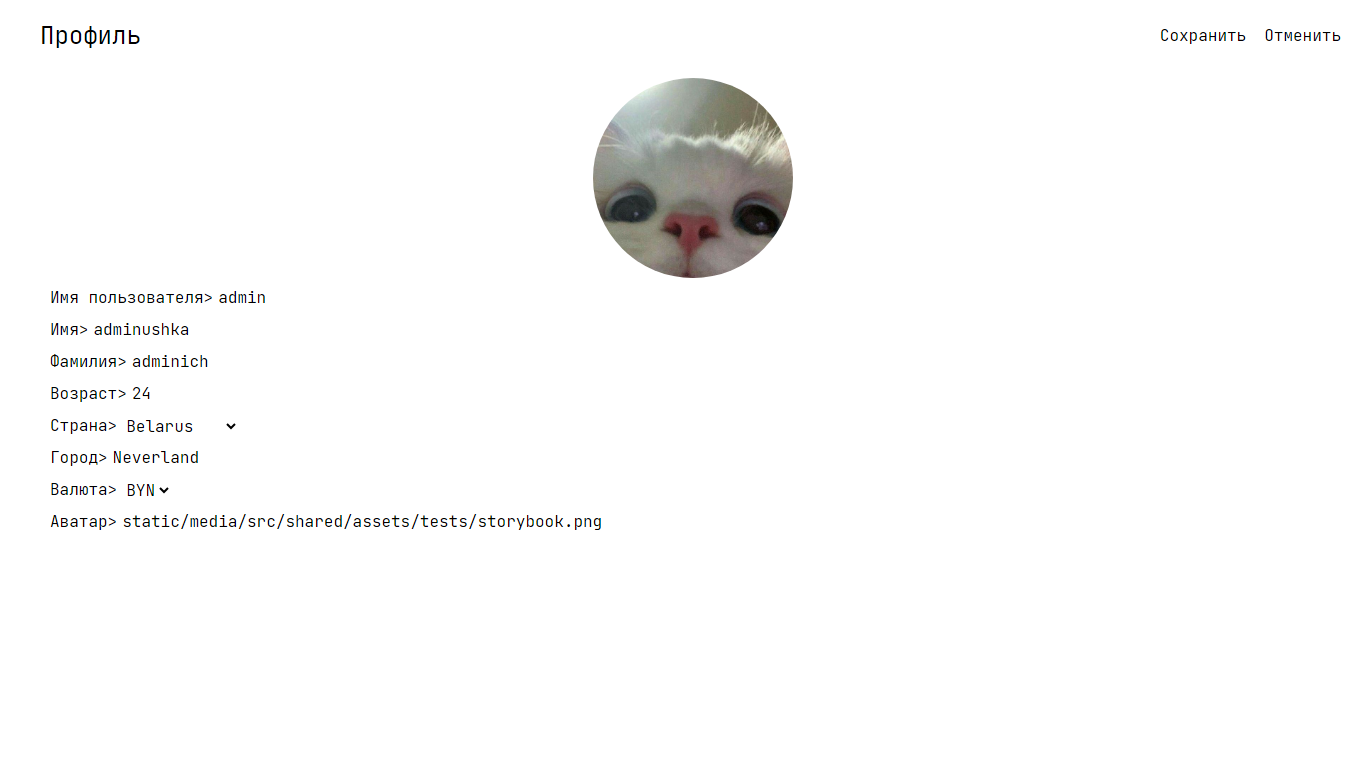 Профиль
Сохранить Отменить
Имя пользователя> admin
Имя> adminushka
Фамилия> adminich
Возраст> 24
Страна> Belarus
Город> Neverland
Валюта> BYN
Аватар> static/media/src/shared/assets/tests/storybook.png